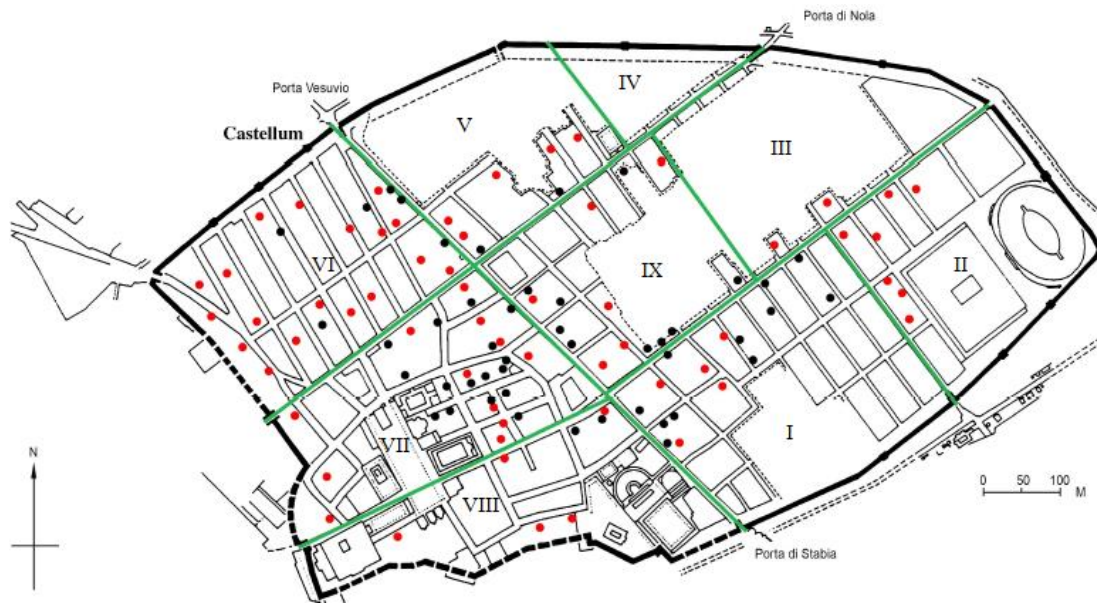 Porta di Nola
IV
Porta Vesuvio
V
Castellum
III
VI
IX
II
I
VII
N
VIII
0 50 100 M
Porta di Stabia